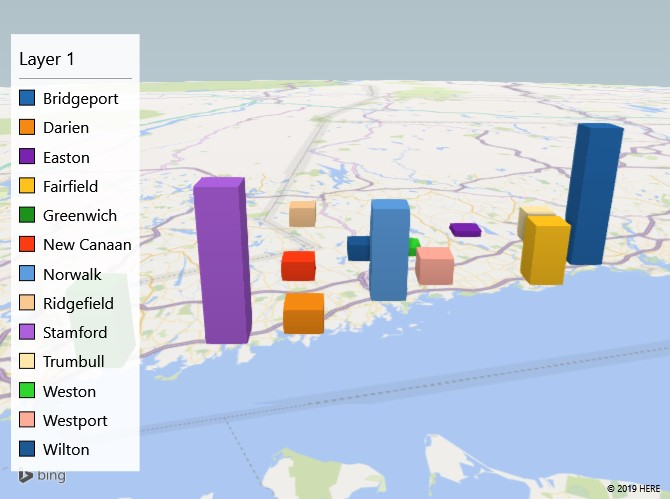 Layer 1
Bridgeport
Darien
Easton
Fairfield
Greenwich
New Canaan
Norwalk
Ridgefield
Stamford
Trumbull
Weston
Westport
Wilton
bing
© 2019 HERE